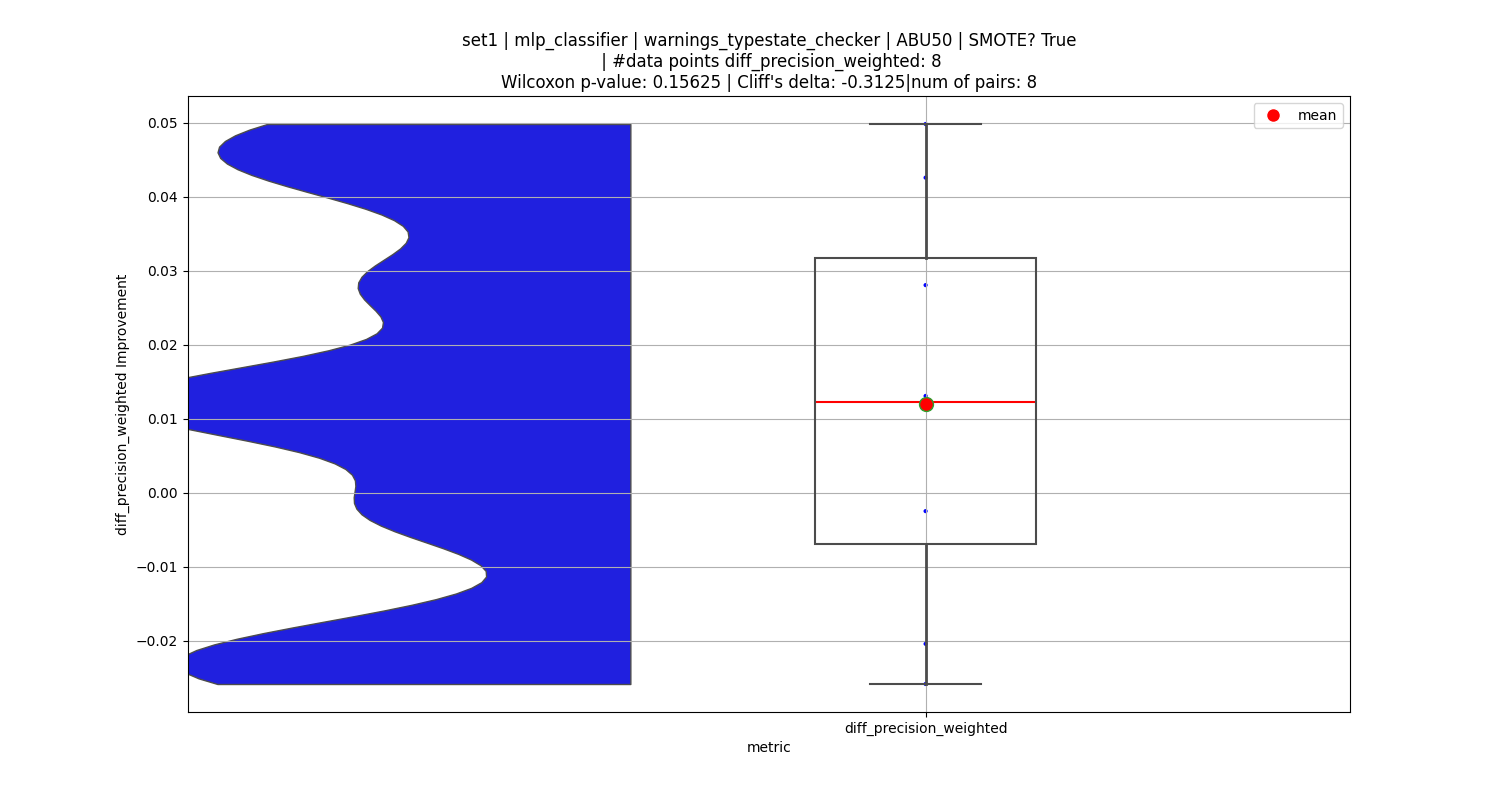 set1 | mlp_classifier | warnings_typestate_checker | ABU50 | SMOTE? True
| #data points diff_precision_weighted: 8
Wilcoxon p-value: 0.15625 | Cliff's delta: -0.3125|num of pairs: 8
mean
0.05
0.04
0.03
0.02
0.01
0.00
−0.01
−0.02
diff_precision_weighted Improvement
diff_precision_weighted
metric